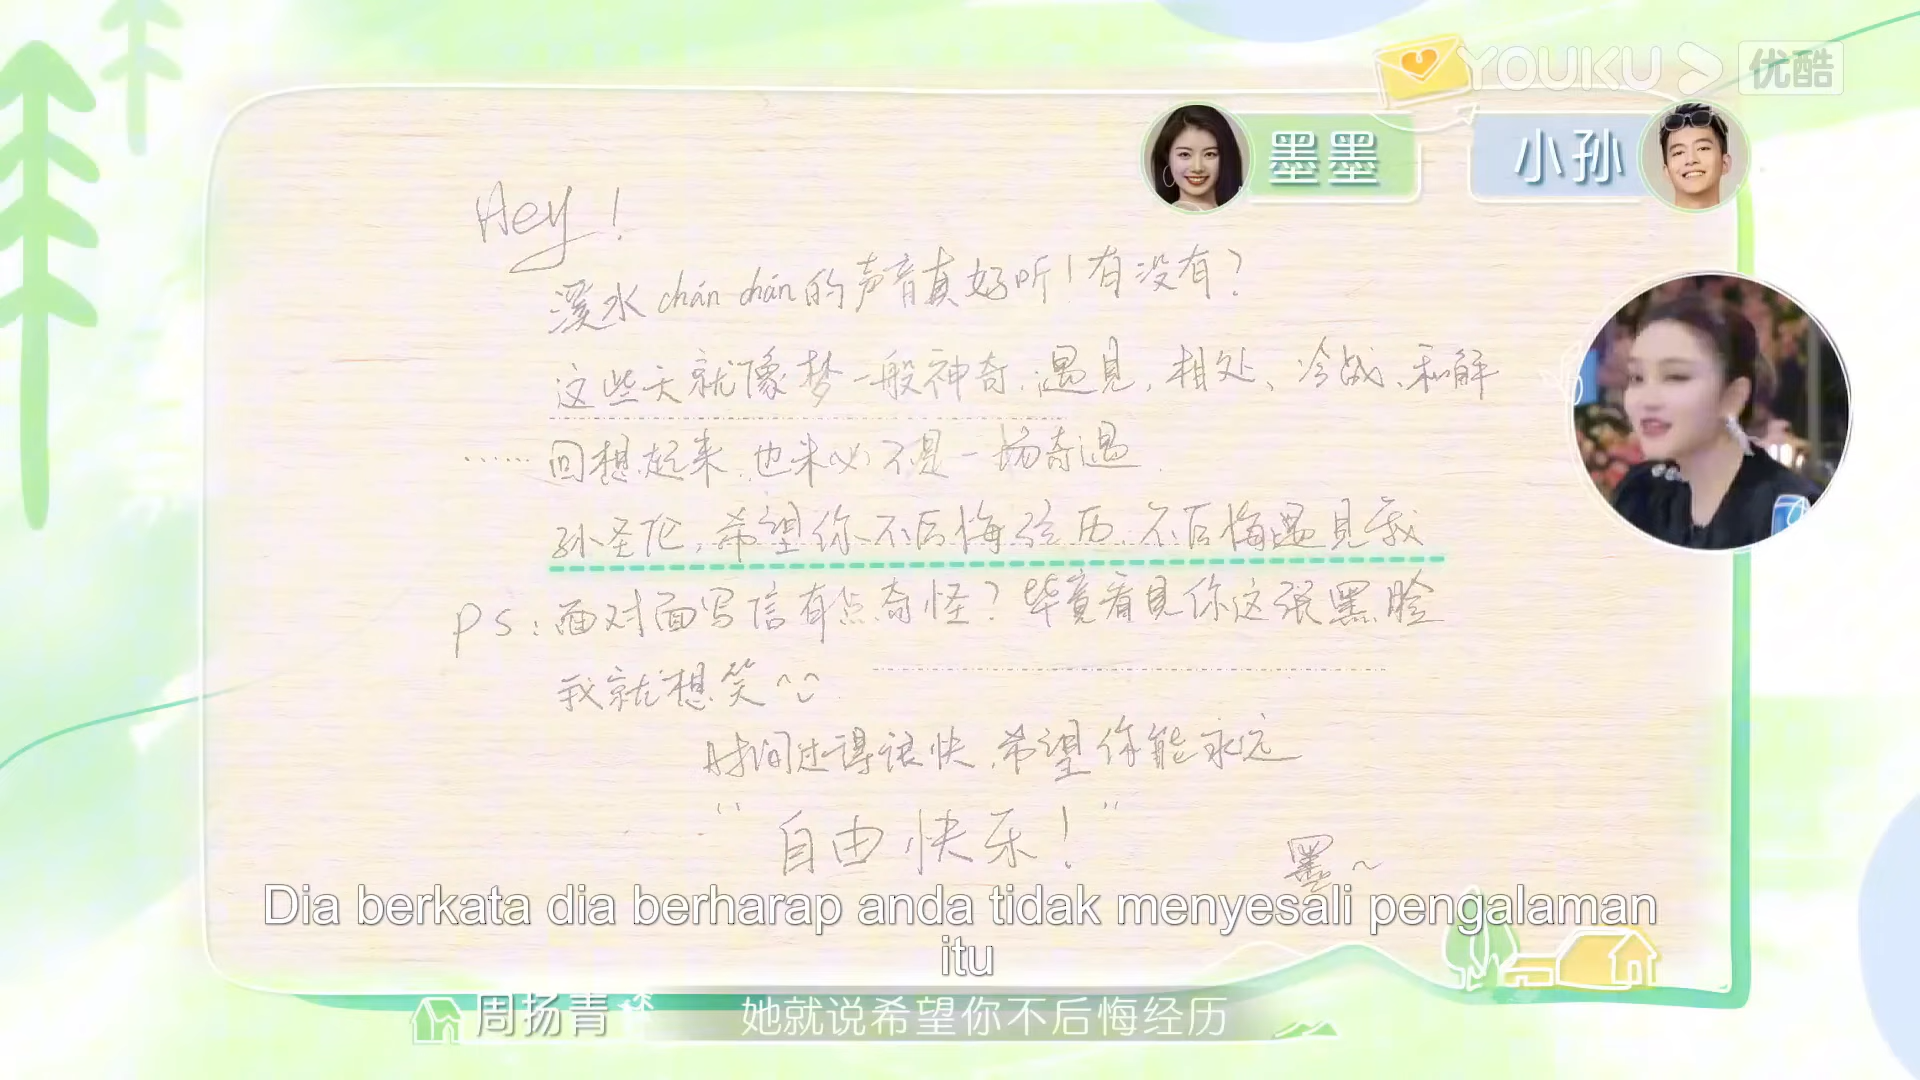 YOUKU 优酷
墨墨
小孙
Hey!
溪水chán chán的声音真好听!有没有?
这些天就像梦一般神奇.遇见,相处、冷战、和解
……回想起来.也未必不是一场奇遇.
孙圣伦,希望你不后悔经历.不后悔遇见我
PS:面对面写信有点奇怪?毕竟看见你这张黑脸
我就想笑
时间过得很快.希望你能永远
"自由快乐!"
墨~
Dia berkata dia berharap anda tidak menyesali pengalaman
itu
周扬青
她就说希望你不后悔经历